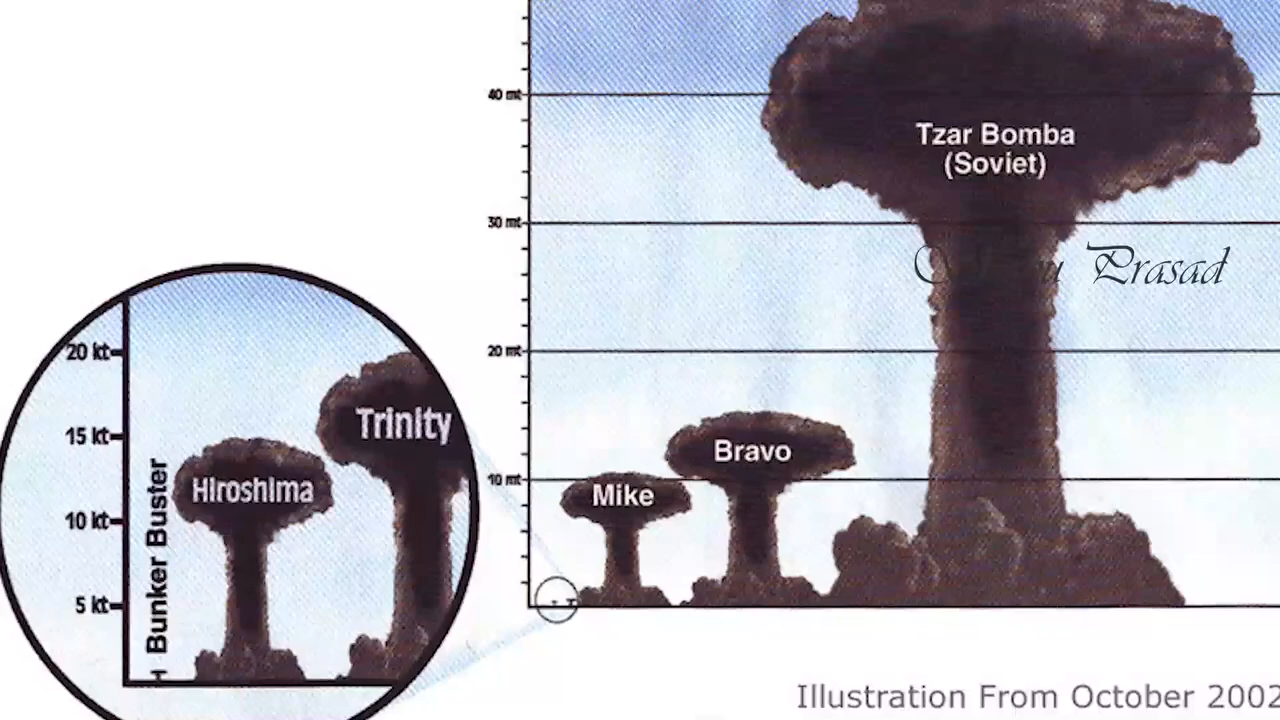 40 mt
Tzar Bomba
(Soviet)
30 mt
Prasad
20 mt
10 mt
Bravo
Mike
20 kt
15 kt
10 kt
5 kt
Trinity
Hiroshima
Bunker Buster
Illustration From October 2002